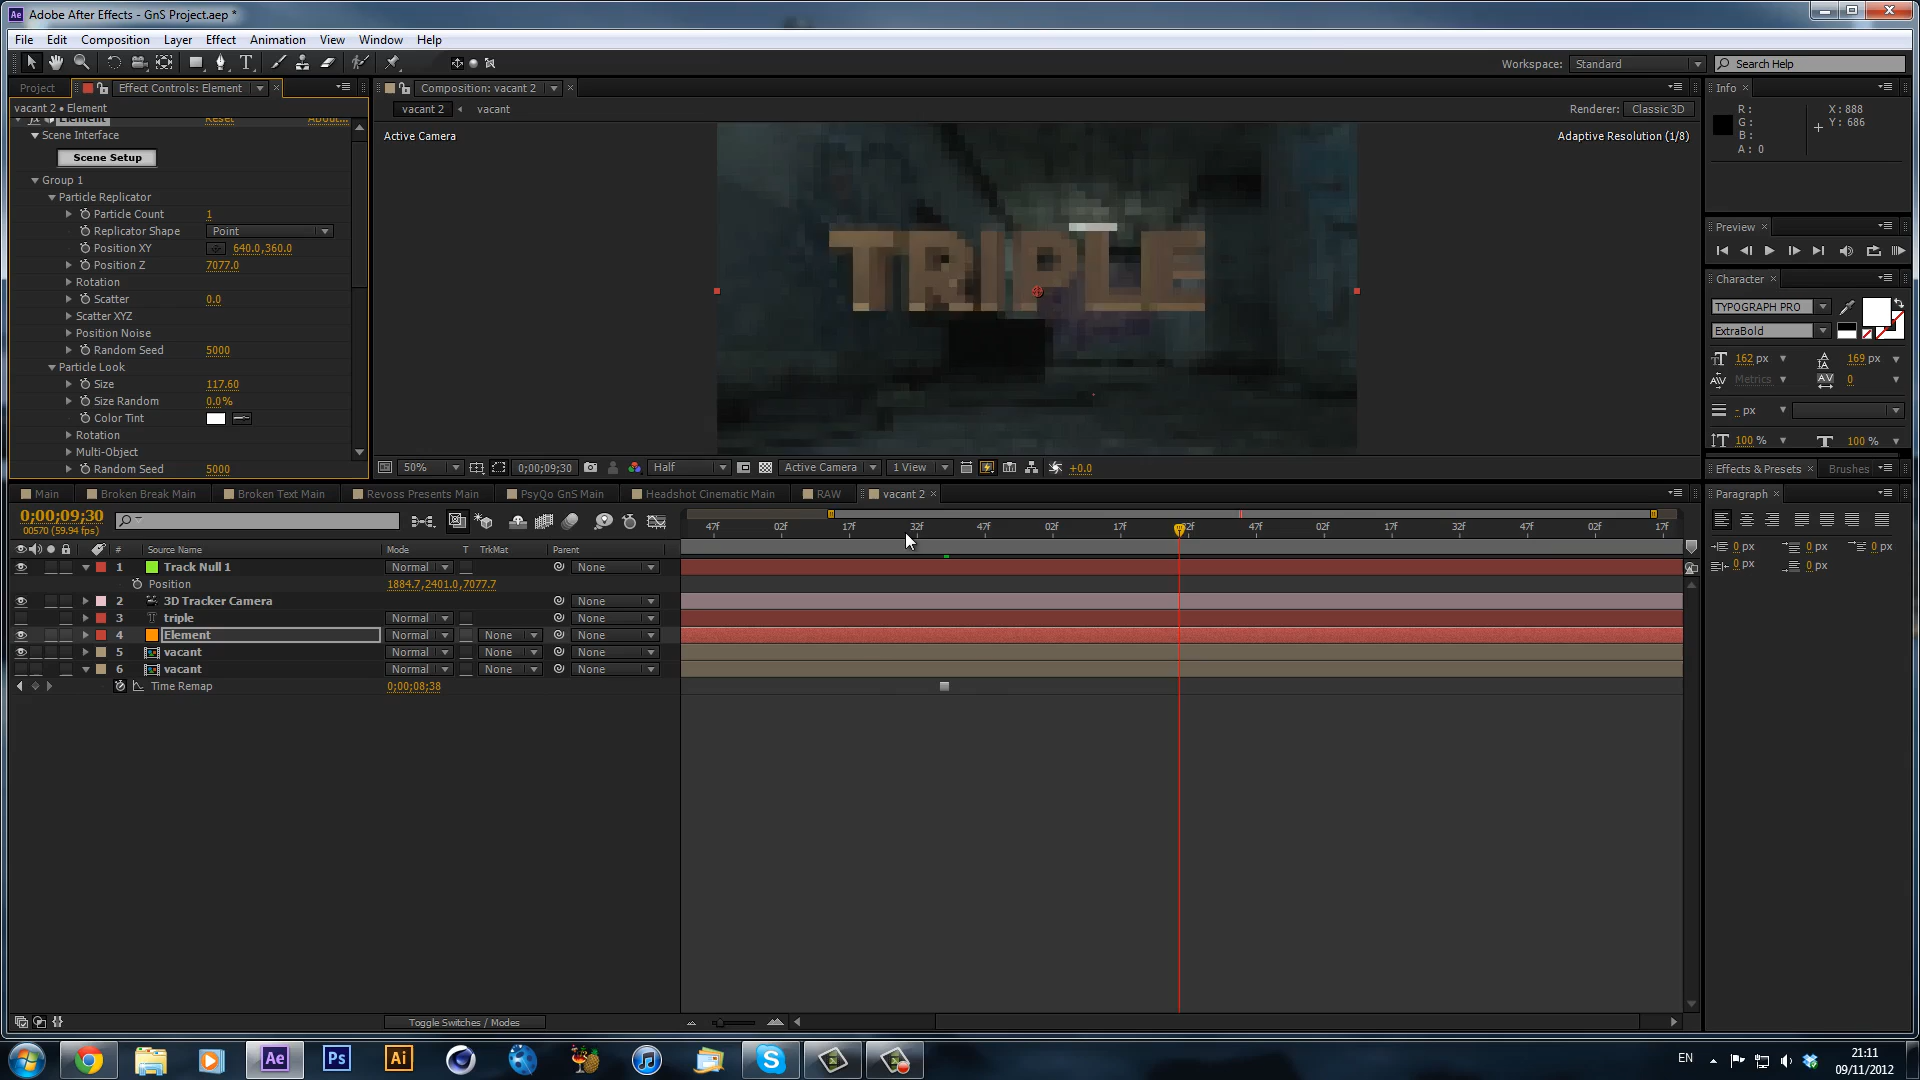 Adobe After Effects - GnS Project.aep *
File Edit Composition Layer Effect Animation View Window Help
Workspace: Standard Search Help
Project Effect Controls: Element
Composition: vacant 2
Info
vacant 2 • Element
vacant 2 vacant
Renderer: Classic 3D
Element Reset About...
Scene Interface
Scene Setup
Group 1
Particle Replicator
Particle Count 1
Replicator Shape Point
Position XY 640.0,360.0
Position Z 7077.0
Rotation
Scatter 0.0
Scatter XYZ
Position Noise
Random Seed 5000
Particle Look
Size 117.60
Size Random 0.0%
Color Tint
Rotation
Multi-Object
Random Seed 5000
Active Camera
Adaptive Resolution (1/8)
TRIPLE
50% 0;00;09;30 Half Active Camera 1 View +0.0
R: X: 888
G: Y: 686
B:
A: 0
Preview
Character
TYPOGRAPH PRO
ExtraBold
162 px 169 px
Metrics 0
- px
100 % 100 %
Effects & Presets Brushes
Paragraph
0 px 0 px 0 px
0 px 0 px
Main Broken Break Main Broken Text Main Revoss Presents Main PsyQo GnS Main Headshot Cinematic Main RAW vacant 2
0;00;09;30
00570 (59.94 fps)
47f 02f 17f 32f 47f 02f 17f 32f 47f 02f 17f 32f 47f 02f 17f
# Source Name Mode T TrkMat Parent
1 Track Null 1 Normal None
Position 1884.7,2401.0,7077.7
2 3D Tracker Camera None
3 T triple Normal None
4 Element Normal None None
5 vacant Normal None None
6 vacant Normal None None
Time Remap 0;00;08;38
Toggle Switches / Modes
Ae Ps Ai
EN
21:11
09/11/2012